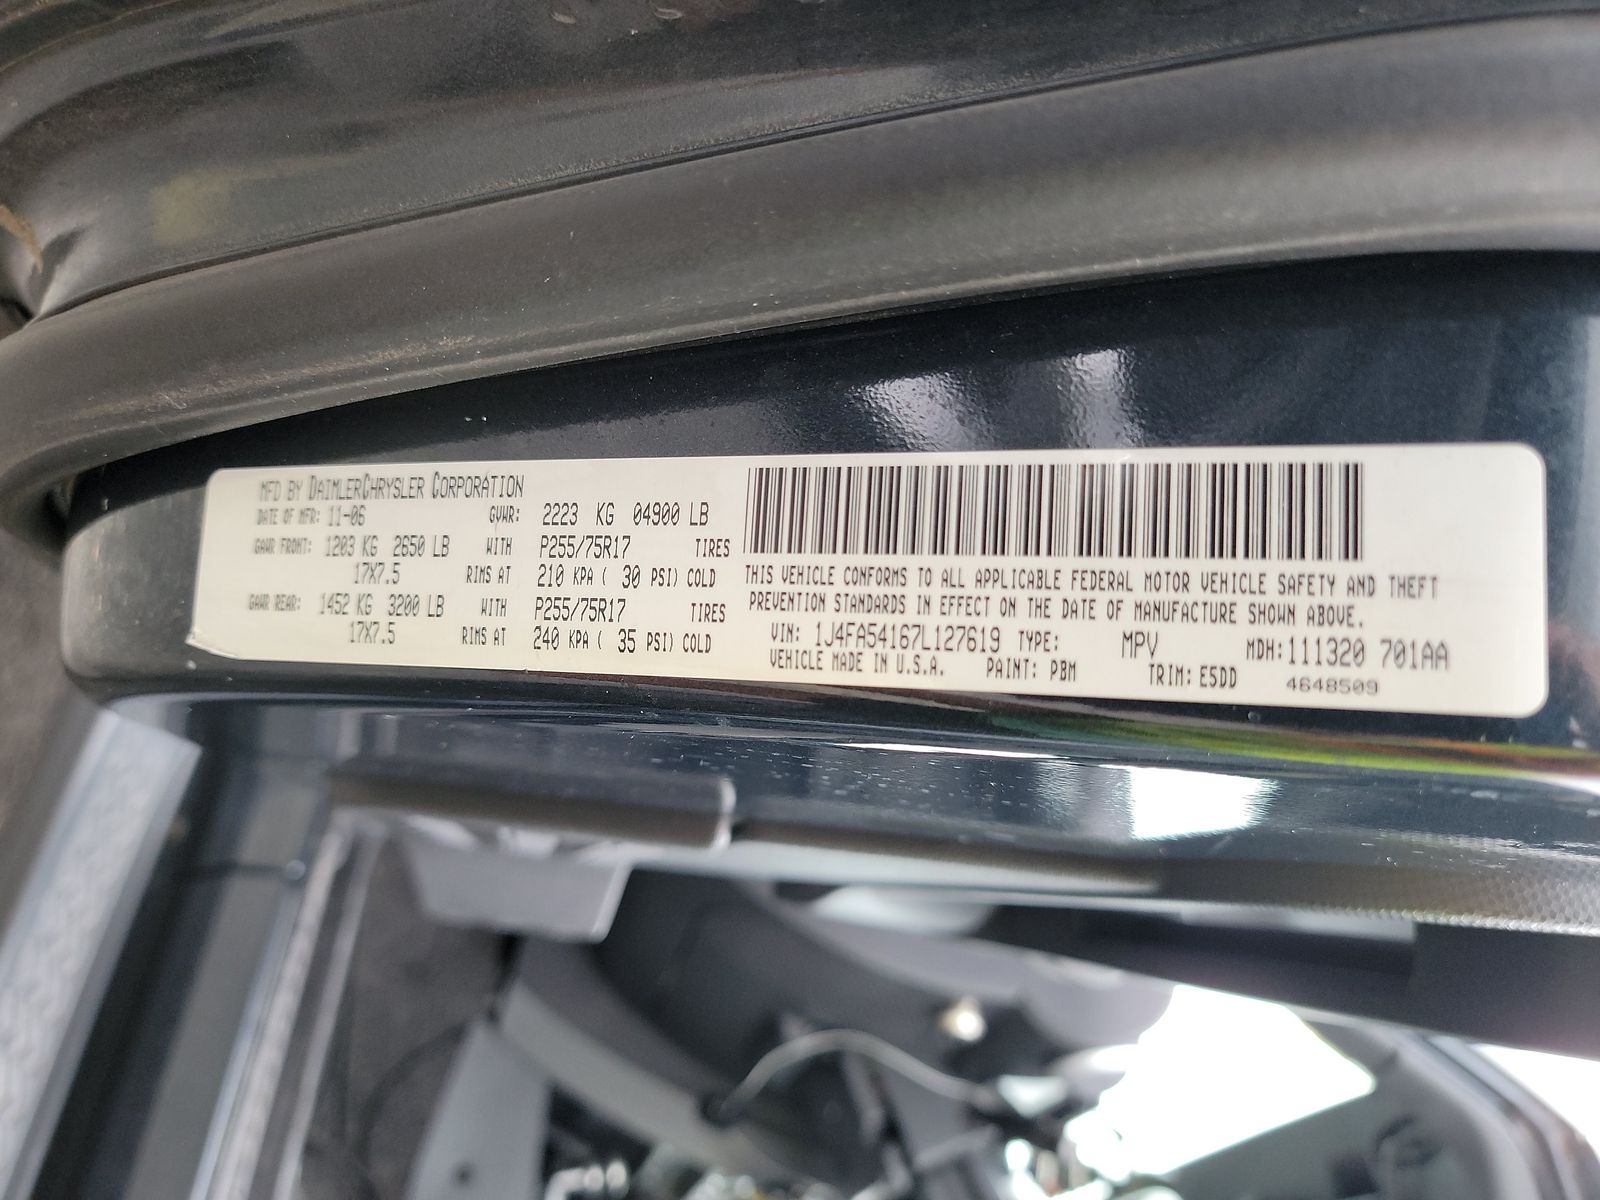 MFD BY DAIMLERCHRYSLER CORPORATION
DATE OF MFR: 11-06 GVWR: 2223 KG 04900 LB
GAWR FRONT: 1203 KG 2650 LB WITH P255/75R17 TIRES
17X7.5 RIMS AT 210 KPA ( 30 PSI) COLD
GAWR REAR: 1452 KG 3200 LB WITH P255/75R17 TIRES
17X7.5 RIMS AT 240 KPA ( 35 PSI) COLD
THIS VEHICLE CONFORMS TO ALL APPLICABLE FEDERAL MOTOR VEHICLE SAFETY AND THEFT
PREVENTION STANDARDS IN EFFECT ON THE DATE OF MANUFACTURE SHOWN ABOVE.
VIN: 1J4FA54167L127619 TYPE: MPV MDH: 111320 701AA
VEHICLE MADE IN U.S.A. PAINT: PBM TRIM: E5DD 4648509